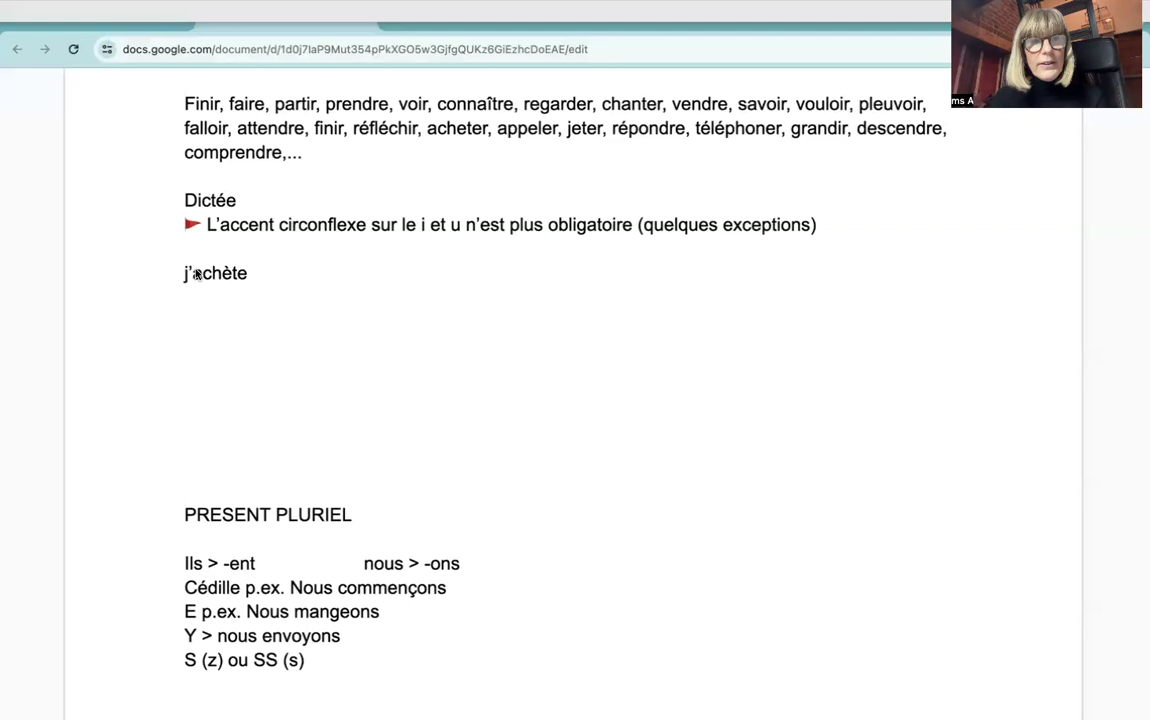 docs.google.com/document/d/1d0j7IaP9Mut354pPkXGO5w3GjfgQUKz6GiEzhcDoEAE/edit
ms A
Finir, faire, partir, prendre, voir, connaître, regarder, chanter, vendre, savoir, vouloir, pleuvoir,
falloir, attendre, finir, réfléchir, acheter, appeler, jeter, répondre, téléphoner, grandir, descendre,
comprendre,...
Dictée
L’accent circonflexe sur le i et u n’est plus obligatoire (quelques exceptions)
j’achète
PRESENT PLURIEL
Ils > -ent nous > -ons
Cédille p.ex. Nous commençons
E p.ex. Nous mangeons
Y > nous envoyons
S (z) ou SS (s)